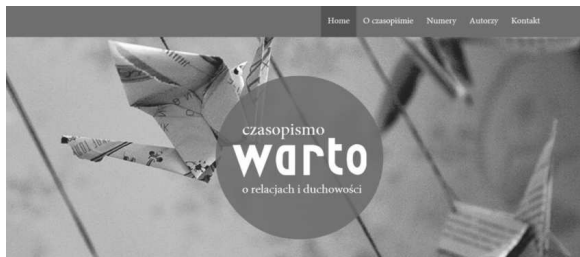 Home O czasopiśmie Numery Autorzy Kontakt
czasopismo
warto
o relacjach i duchowości